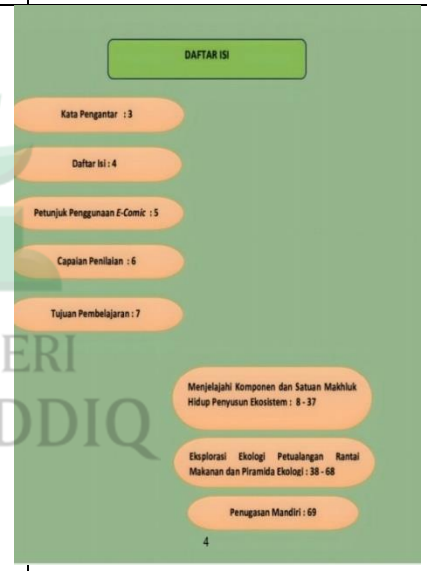 DAFTAR ISI
Kata Pengantar : 3
Daftar Isi : 4
Petunjuk Penggunaan E-Comic : 5
Capaian Penilaian : 6
Tujuan Pembelajaran : 7
ERI
DDIQ
Menjelajahi Komponen dan Satuan Makhluk
Hidup Penyusun Ekosistem : 8 - 37
Eksplorasi Ekologi Petualangan Rantai
Makanan dan Piramida Ekologi : 38 - 68
Penugasan Mandiri : 69
4